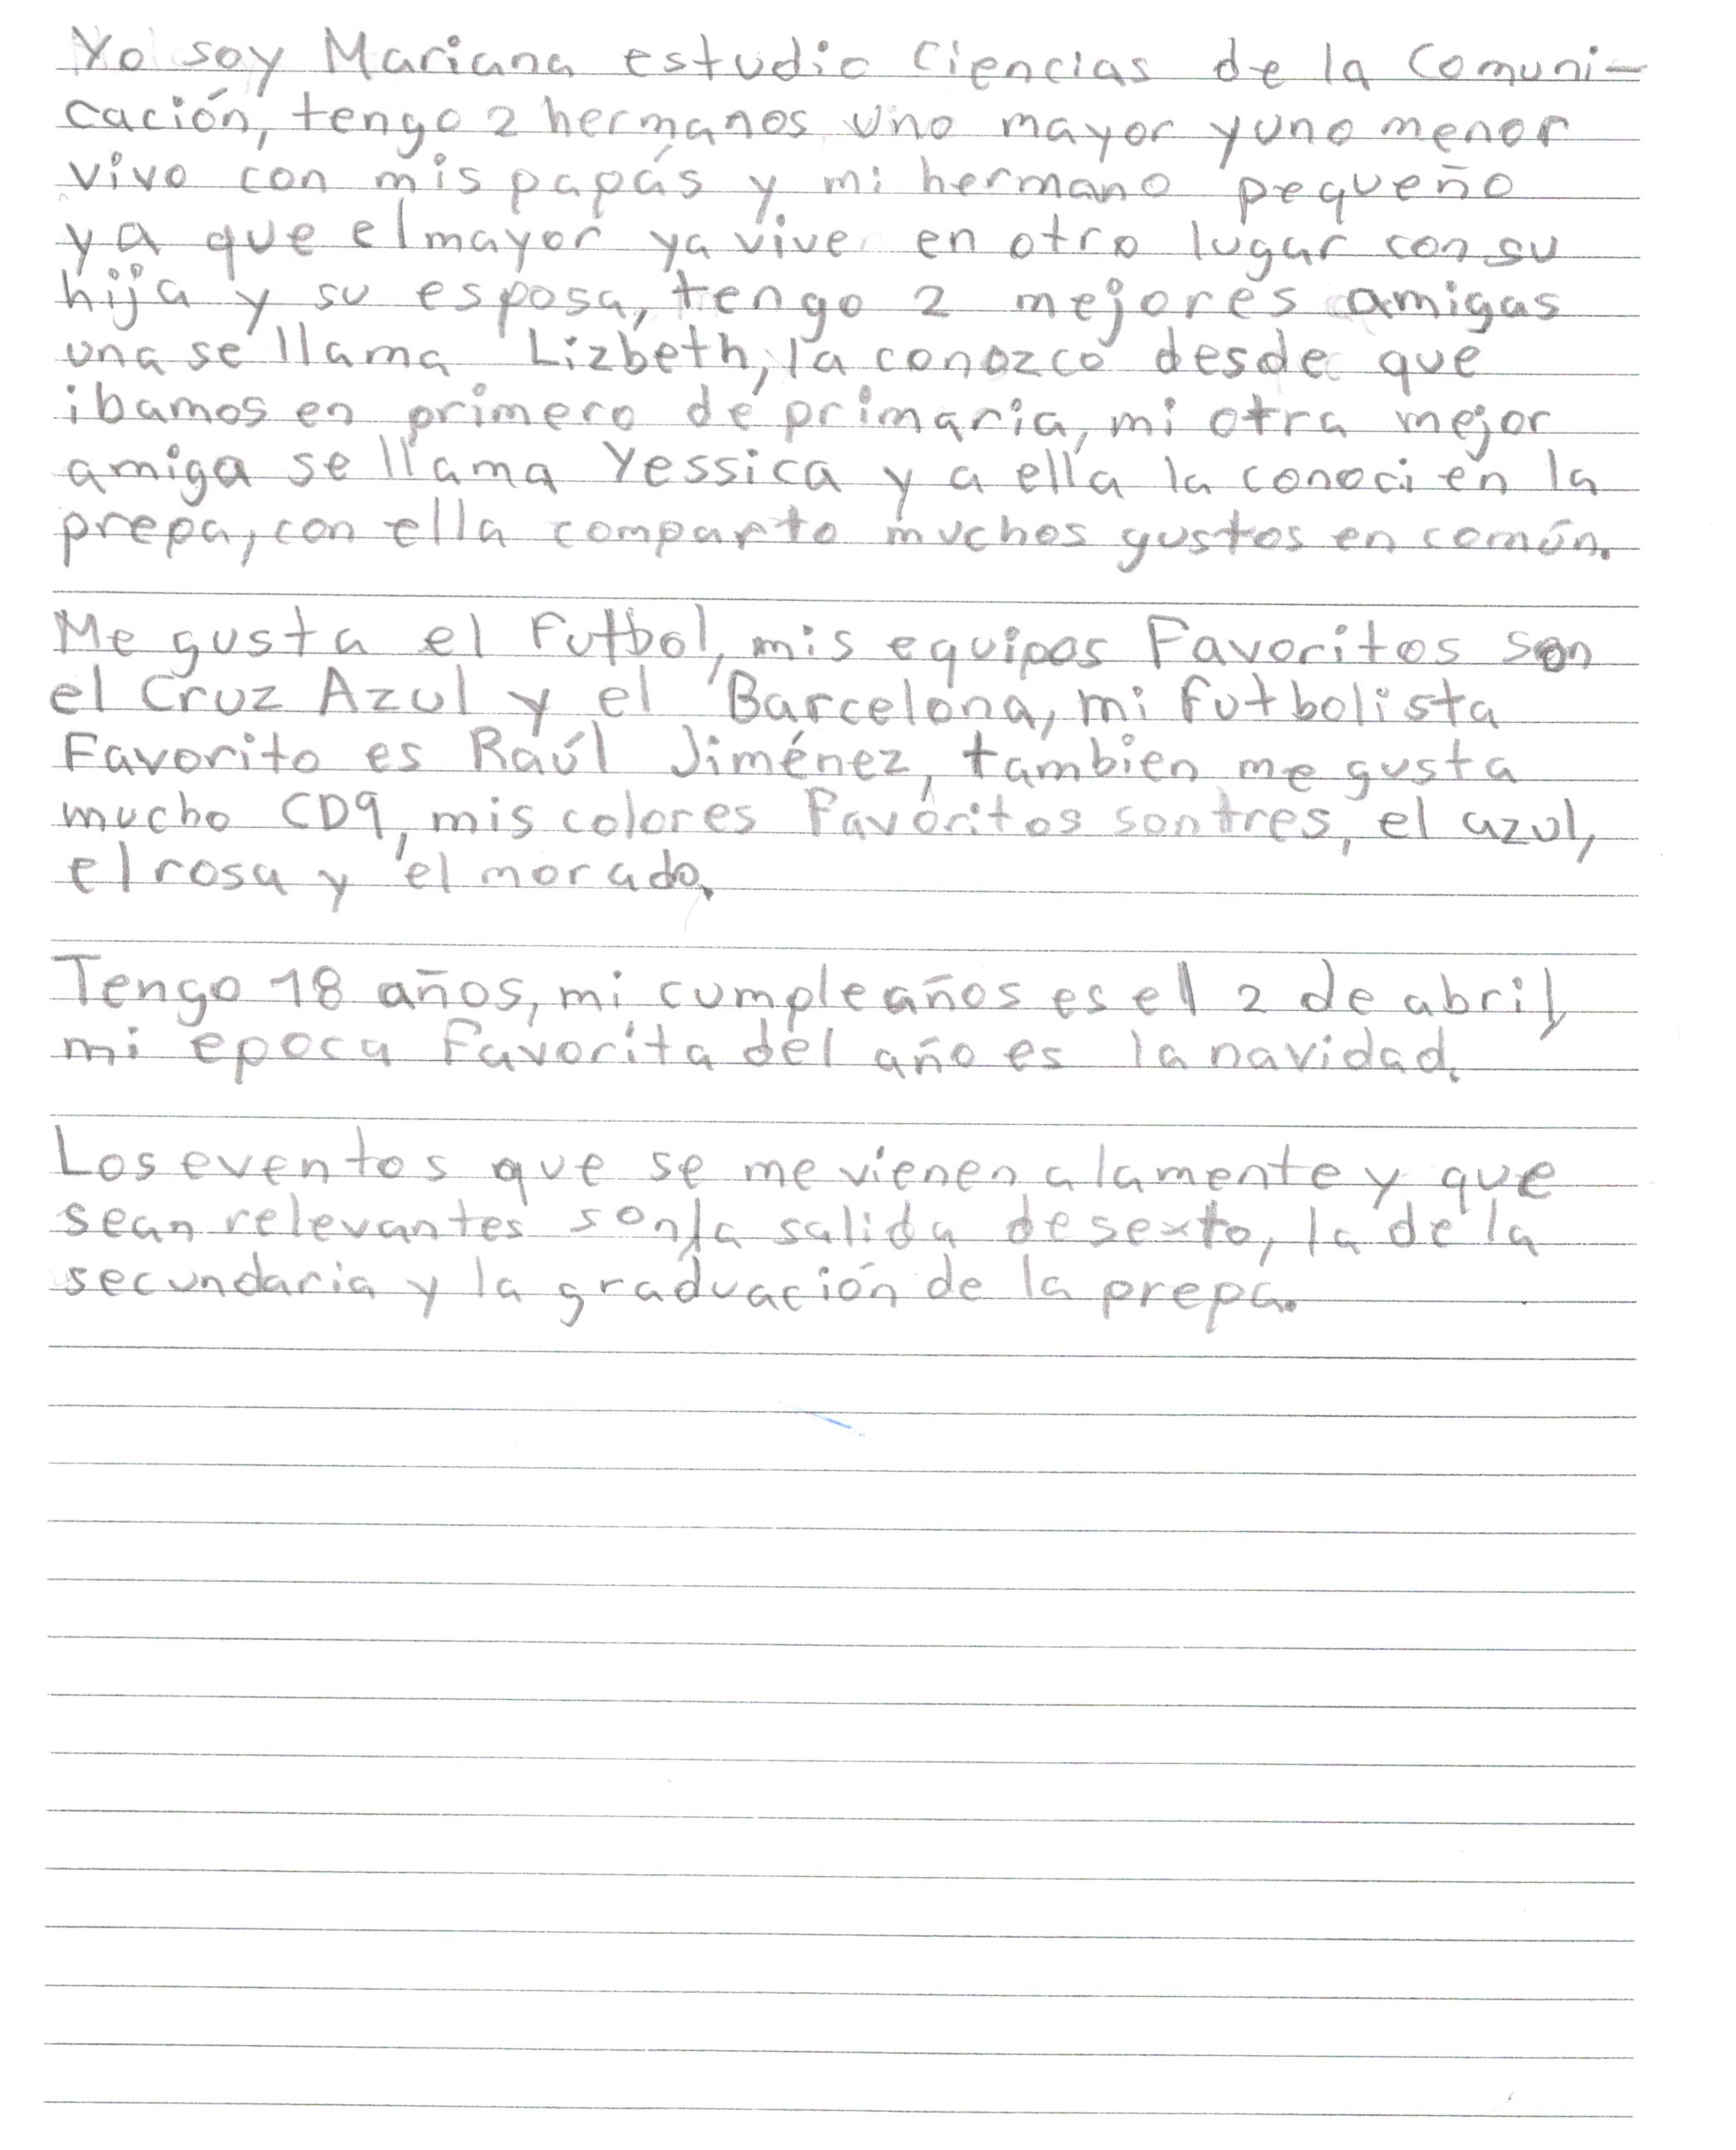 Yo soy Mariana estudio Ciencias de la Comuni-
cación, tengo 2 hermanos uno mayor y uno menor
vivo con mis papás y mi hermano pequeño
ya que el mayor ya vive en otro lugar con su
hija y su esposa, tengo 2 mejores amigas
una se llama Lizbeth, la conozco desde que
ibamos en primero de primaria, mi otra mejor
amiga se llama Yessica y a ella la conoci en la
prepa, con ella comparto muchos gustos en común.
Me gusta el futbol, mis equipos Favoritos son
el Cruz Azul y el Barcelona, mi futbolista
Favorito es Raúl Jiménez, tambien me gusta
mucho CD9, mis colores Favoritos son tres, el azul,
el rosa y el morado.
Tengo 18 años, mi cumpleaños es el 2 de abril,
mi epoca favorita del año es la navidad.
Los eventos que se me vienen a la mente y que
sean relevantes son la salida de sexto, la de la
secundaria y la graduación de la prepa.